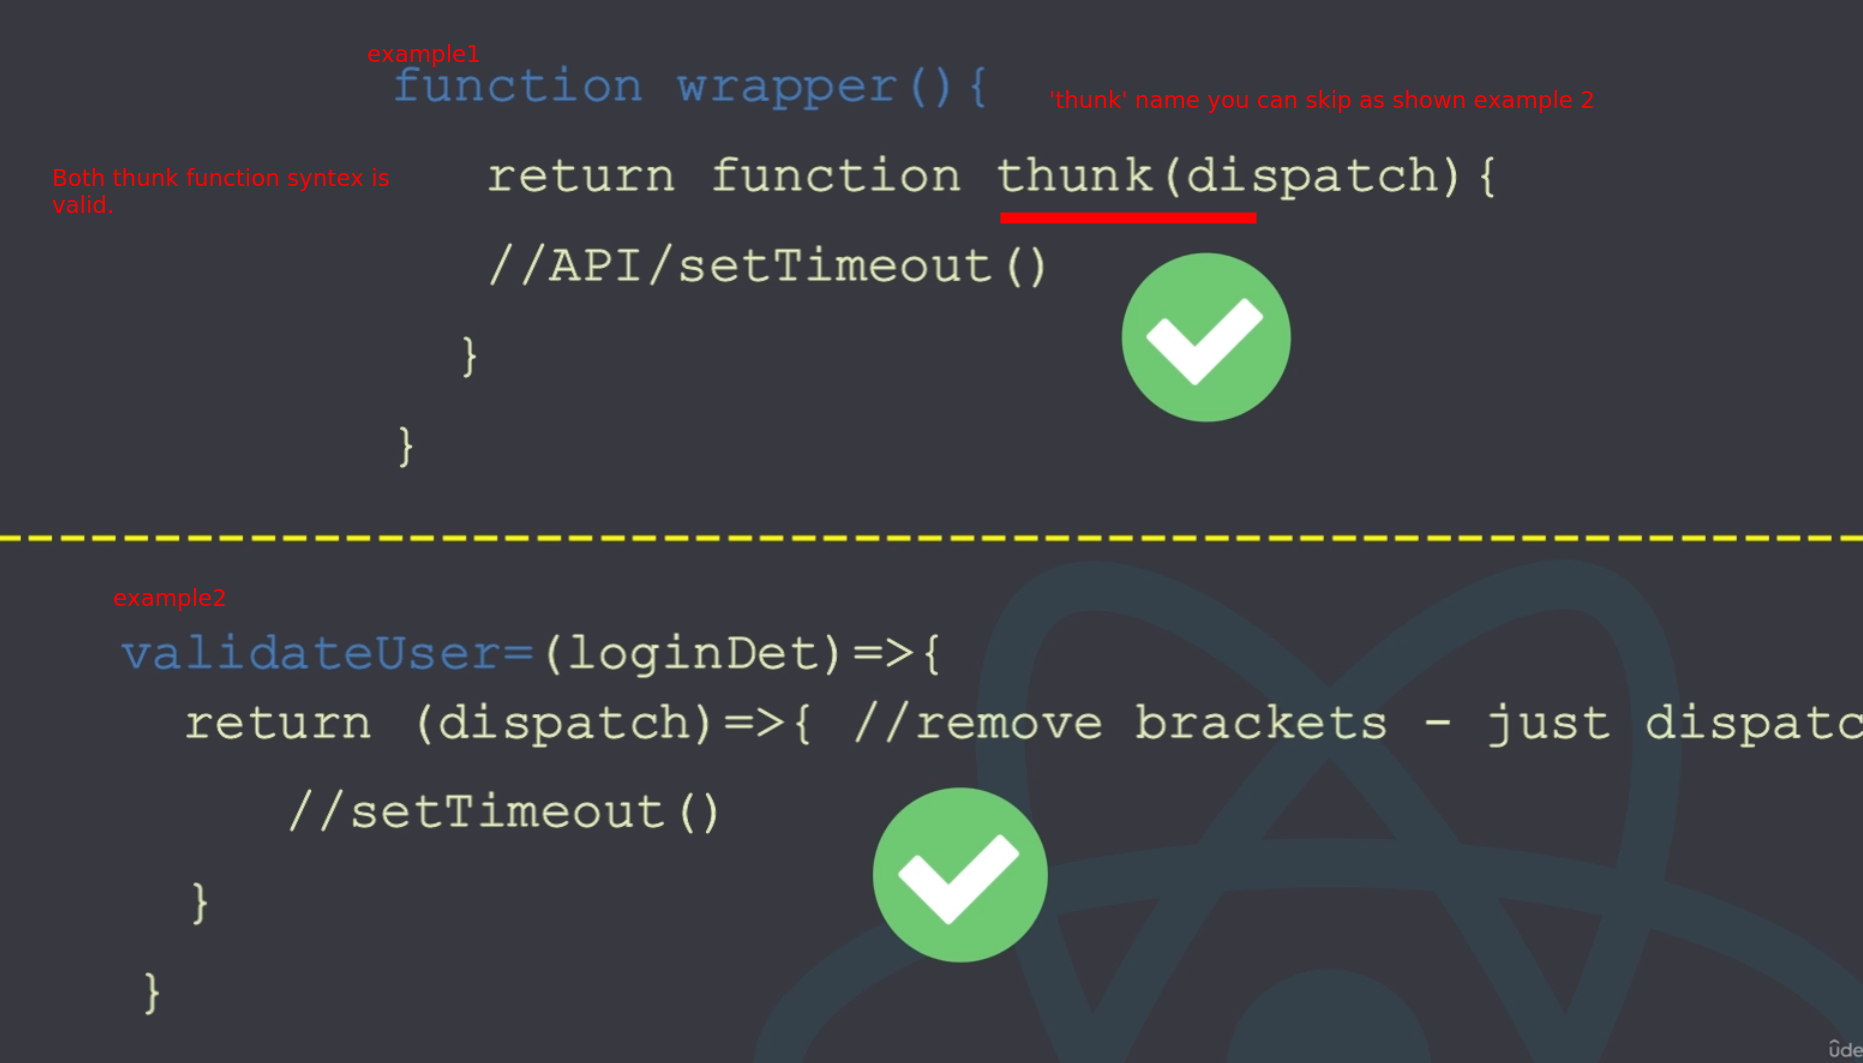 example1
function wrapper(){
'thunk' name you can skip as shown example 2
Both thunk function syntex is
valid.
return function thunk(dispatch){
//API/setTimeout()
}
}
example2
validateUser=(loginDet)=>{
return (dispatch)=>{ //remove brackets - just dispatc
//setTimeout()
}
}
ûde